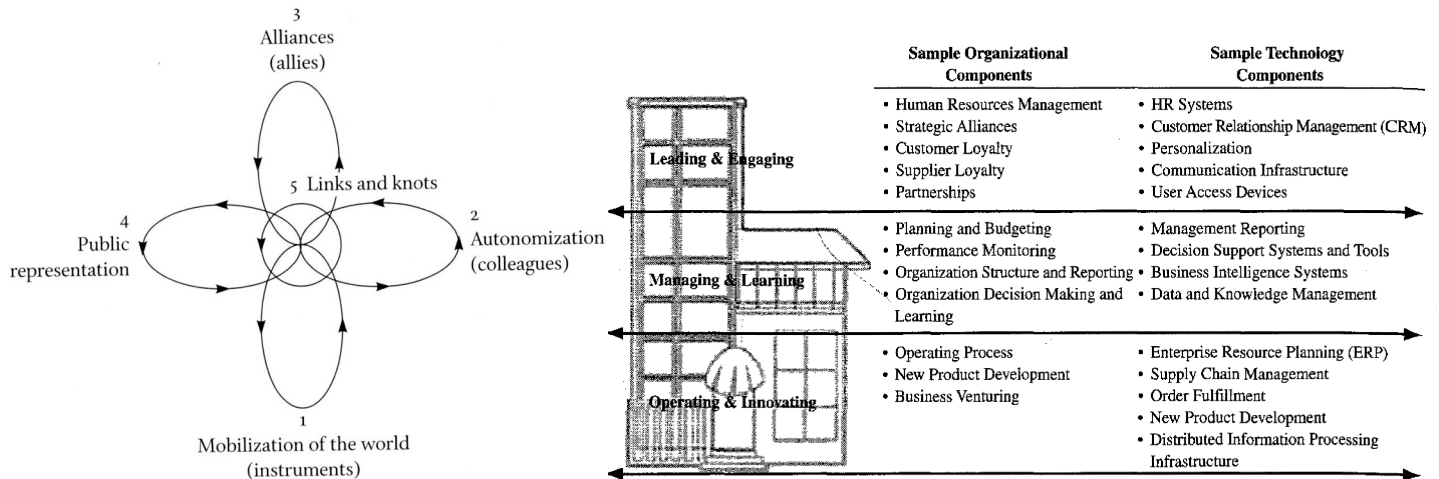 3
Alliances
(allies)
5 Links and knots
4
Public
representation
2
Autonomization
(colleagues)
1
Mobilization of the world
(instruments)
Sample Organizational
Components
Sample Technology
Components
Leading & Engaging
• Human Resources Management
• Strategic Alliances
• Customer Loyalty
• Supplier Loyalty
• Partnerships
• HR Systems
• Customer Relationship Management (CRM)
• Personalization
• Communication Infrastructure
• User Access Devices
Managing & Learning
• Planning and Budgeting
• Performance Monitoring
• Organization Structure and Reporting
• Organization Decision Making and
Learning
• Management Reporting
• Decision Support Systems and Tools
• Business Intelligence Systems
• Data and Knowledge Management
Operating & Innovating
• Operating Process
• New Product Development
• Business Venturing
• Enterprise Resource Planning (ERP)
• Supply Chain Management
• Order Fulfillment
• New Product Development
• Distributed Information Processing
Infrastructure